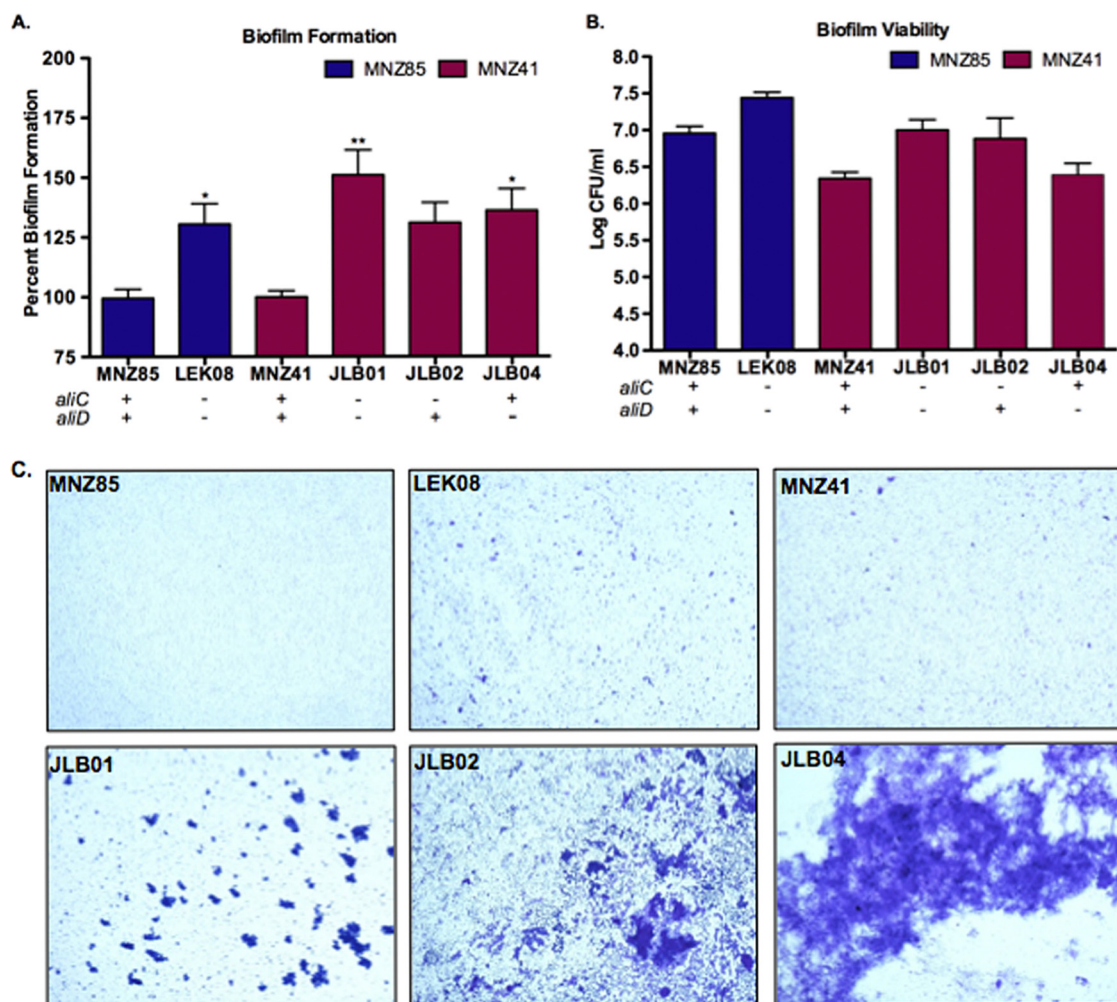 A.
Biofilm Formation
MNZ85 MNZ41
Percent Biofilm Formation
200
175
150
125
100
75
* ** *
MNZ85 LEK08 MNZ41 JLB01 JLB02 JLB04
aliC + - + - - +
aliD + - + - + -
B.
Biofilm Viability
MNZ85 MNZ41
Log CFU/ml
8.0
7.5
7.0
6.5
6.0
5.5
5.0
4.5
4.0
MNZ85 LEK08 MNZ41 JLB01 JLB02 JLB04
aliC + - + - - +
aliD + - + - + -
C.
MNZ85 LEK08 MNZ41
JLB01 JLB02 JLB04